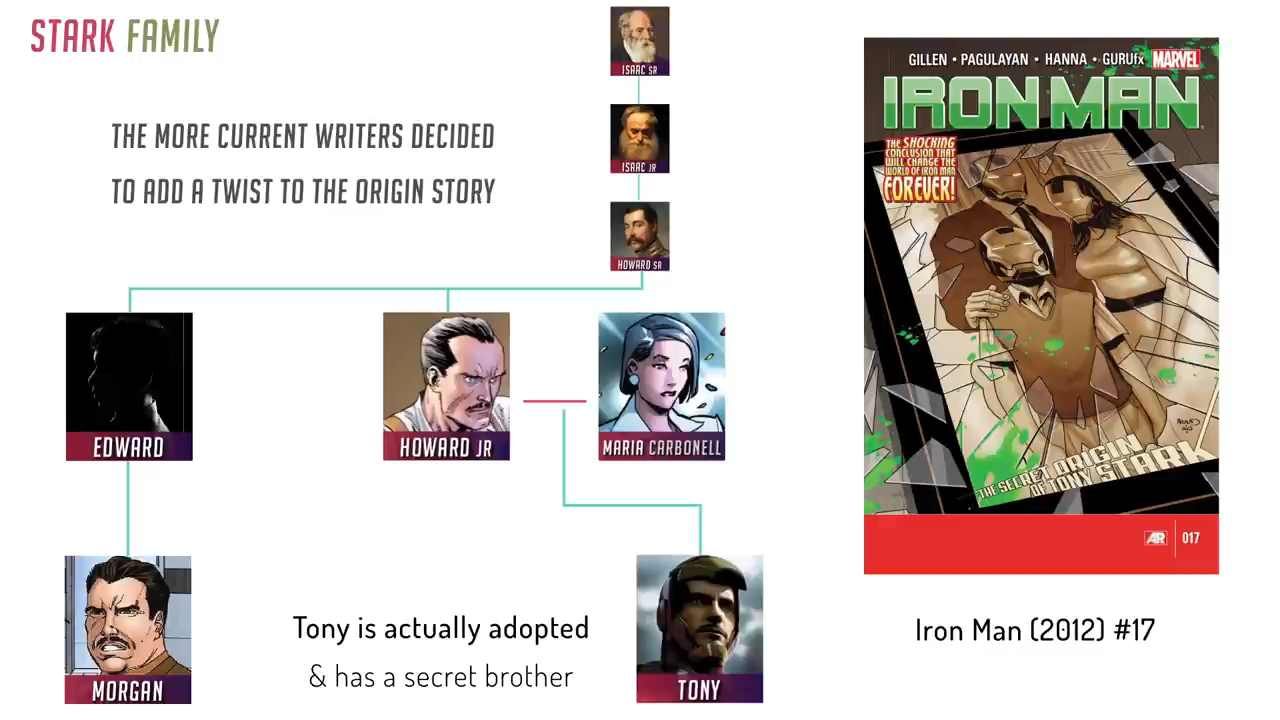 STARK FAMILY
ISAAC SR
THE MORE CURRENT WRITERS DECIDED
TO ADD A TWIST TO THE ORIGIN STORY
ISAAC JR
HOWARD SR
EDWARD
HOWARD JR
MARIA CARBONELL
MORGAN
Tony is actually adopted
& has a secret brother
TONY
GILLEN • PAGULAYAN • HANNA • GURUfx
MARVEL
IRON MAN
THE SHOCKING
CONCLUSION THAT
WILL CHANGE THE
WORLD OF IRON MAN
FOREVER!
THE SECRET ORIGIN
OF TONY STARK
AR
017
Iron Man (2012) #17